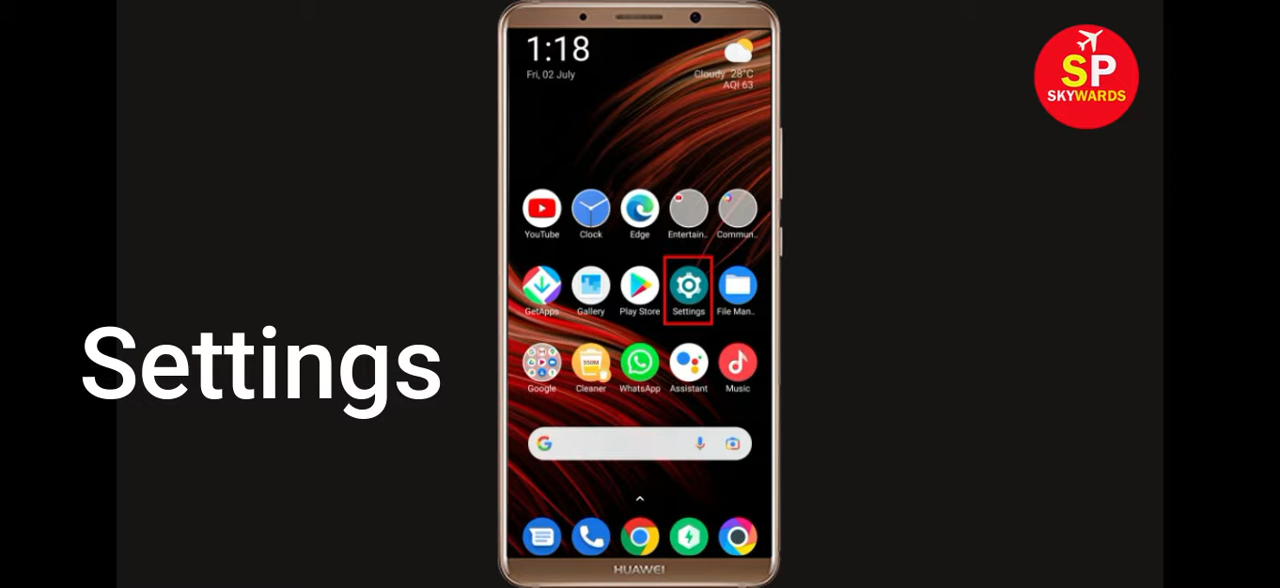 1:18
Fri, 02 July
Cloudy 28°C
AQI 63
SP
SKYWARDS
YouTube
Clock
Edge
Entertain..
Commun..
GetApps
Gallery
Play Store
Settings
File Man..
Settings
550M
Google
Cleaner
WhatsApp
Assistant
Music
HUAWEI